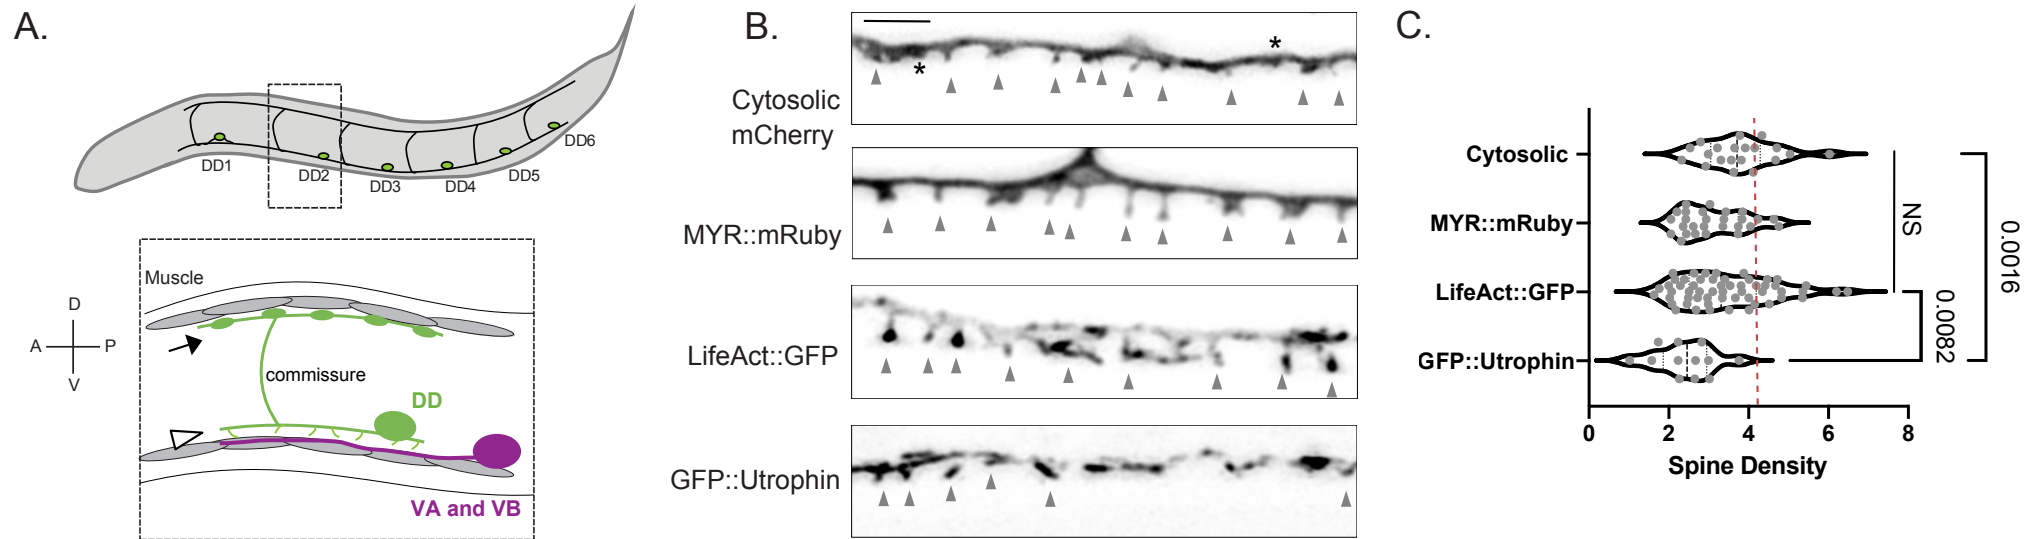 A.
DD1
DD2
DD3
DD4
DD5
DD6
Muscle
D
A
P
V
commissure
DD
VA and VB
B.
Cytosolic
mCherry
*
*
MYR::mRuby
LifeAct::GFP
GFP::Utrophin
C.
Cytosolic
MYR::mRuby
LifeAct::GFP
GFP::Utrophin
NS
0.0082
0.0016
0 2 4 6 8
Spine Density